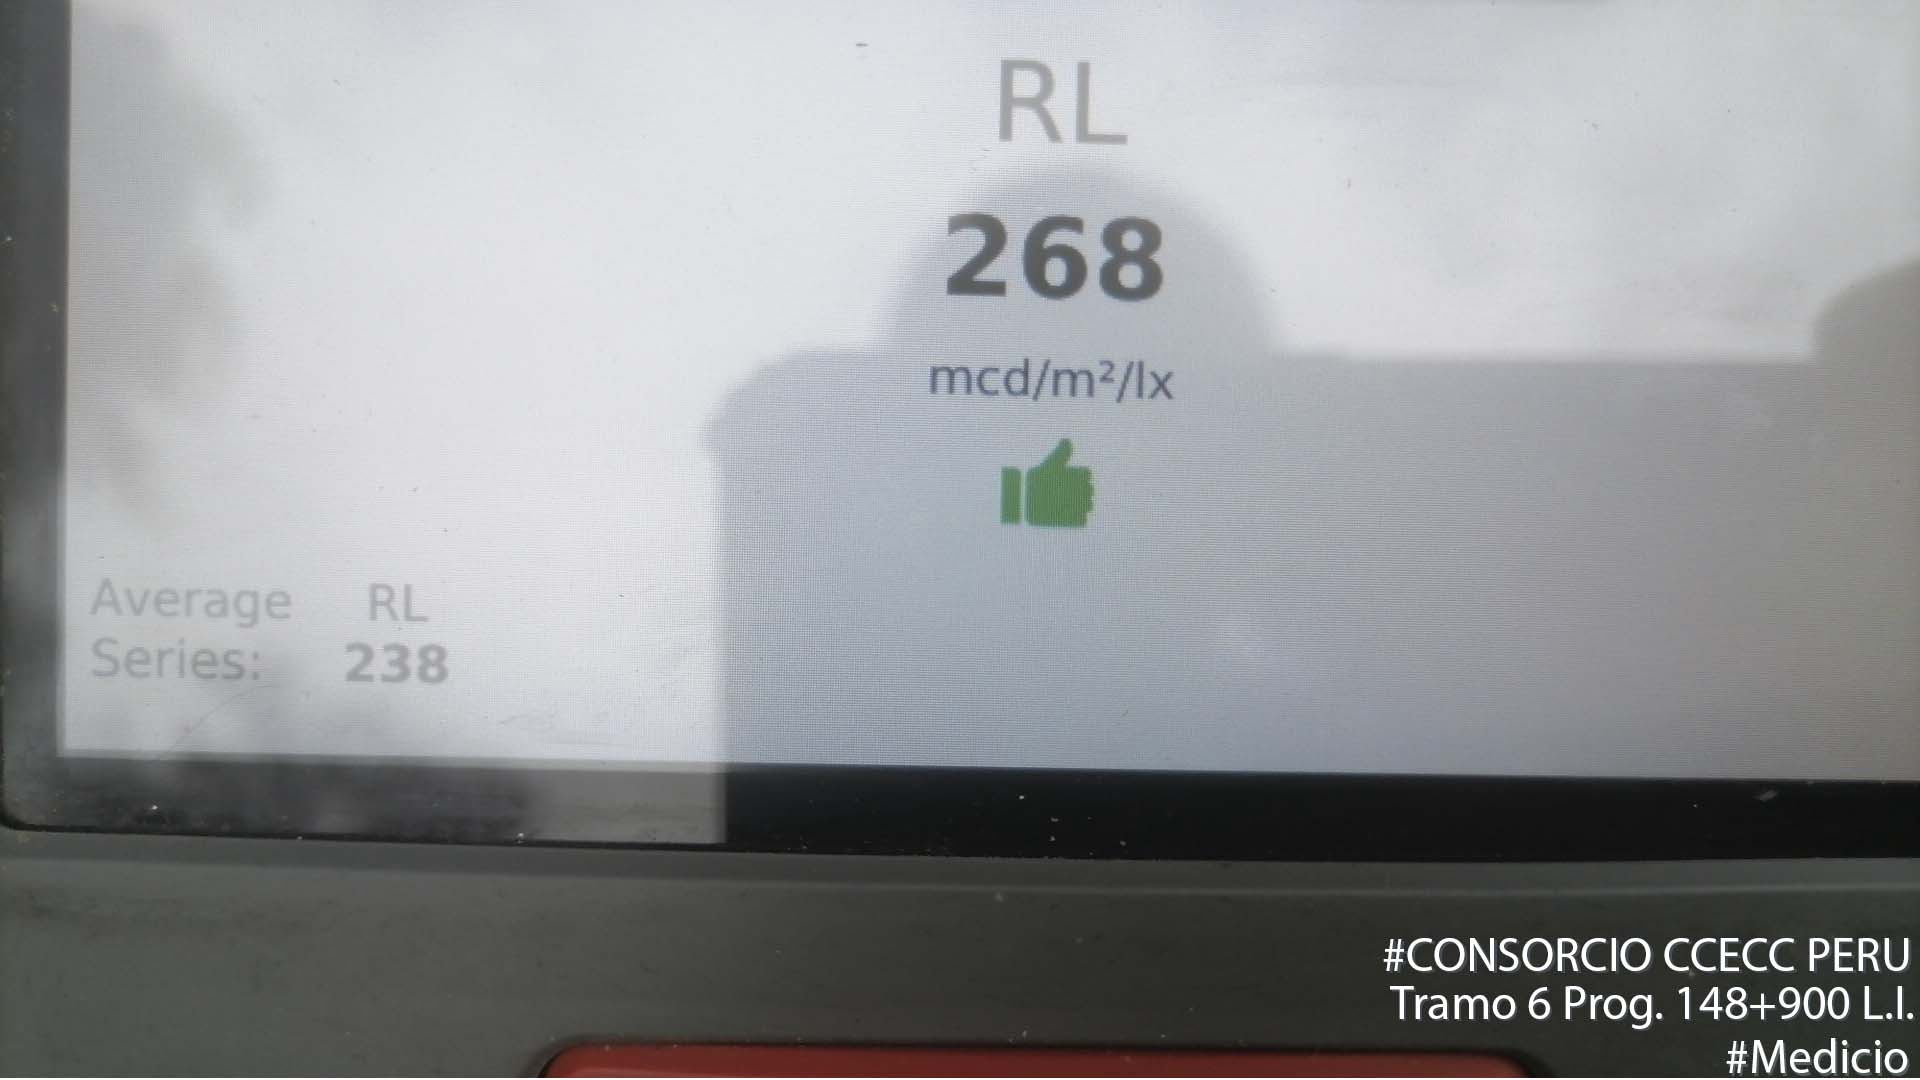 RL
268
mcd/m²/lx
Average RL
Series: 238
#CONSORCIO CCECC PERU
Tramo 6 Prog. 148+900 L.I.
#Medicio